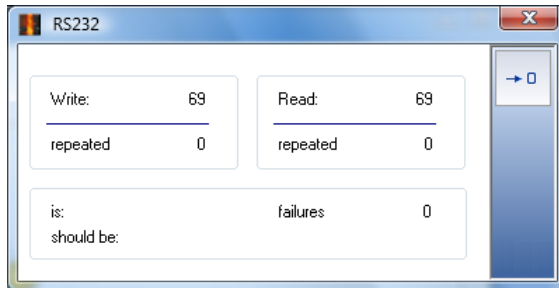 RS232
Write: 69
repeated 0
Read: 69
repeated 0
is:
failures 0
should be:
→ 0